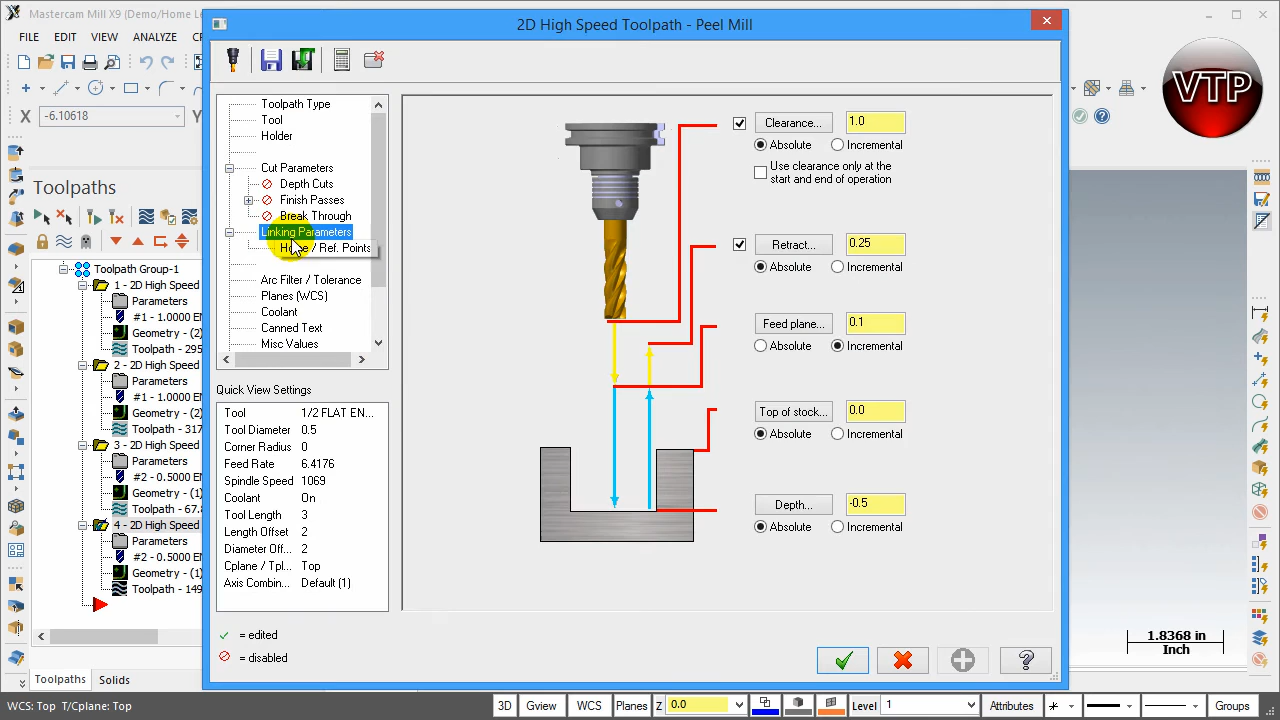 Mastercam Mill X9 (Demo/Home L
2D High Speed Toolpath - Peel Mill
FILE EDIT VIEW ANALYZE
X -6.10618
Toolpaths
Toolpath Group-1
1 - 2D High Speed
Parameters
#1 - 1.0000 EN
Geometry - (2)
Toolpath - 295
2 - 2D High Speed
Parameters
#1 - 1.0000 EN
Geometry - (2)
Toolpath - 317
3 - 2D High Speed
Parameters
#2 - 0.5000 EN
Geometry - (2)
Toolpath - 67.8
4 - 2D High Speed
Parameters
#2 - 0.5000 EN
Geometry - (1)
Toolpath - 149
Toolpaths Solids
Toolpath Type
Tool
Holder
Cut Parameters
Depth Cuts
Finish Passes
Break Through
Linking Parameters
/ Ref. Points
Arc Filter / Tolerance
Planes (WCS)
Coolant
Canned Text
Misc Values
Quick View Settings
Tool 1/2 FLAT EN...
Tool Diameter 0.5
Corner Radius 0
Feed Rate 6.4176
Spindle Speed 1069
Coolant On
Tool Length 3
Length Offset 2
Diameter Off... 2
Cplane / Tpl... Top
Axis Combin... Default (1)
= edited
= disabled
Clearance... 1.0
Absolute Incremental
Use clearance only at the
start and end of operation
Retract... 0.25
Absolute Incremental
Feed plane... 0.1
Absolute Incremental
Top of stock... 0.0
Absolute Incremental
Depth... -0.5
Absolute Incremental
VTP
1.8368 in
Inch
WCS: Top T/Cplane: Top 3D Gview WCS Planes Z 0.0 Level 1 Attributes Groups